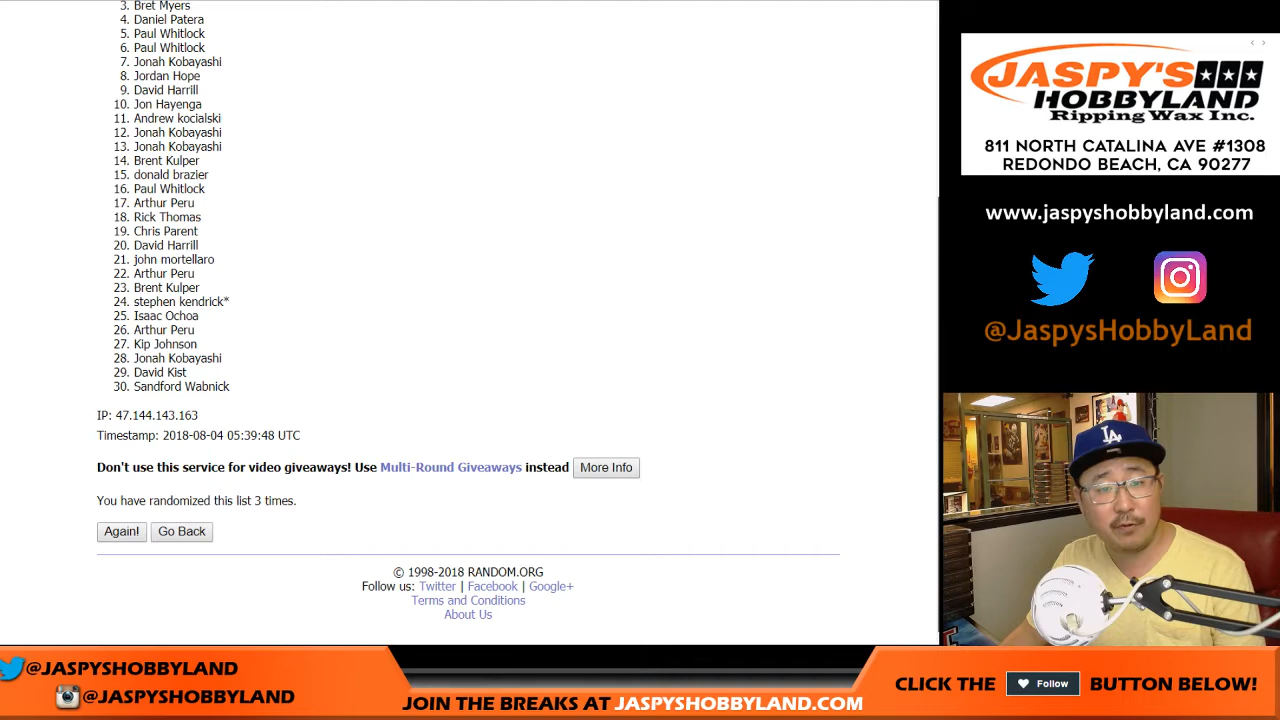 3. Bret Myers
4. Daniel Patera
5. Paul Whitlock
6. Paul Whitlock
7. Jonah Kobayashi
8. Jordan Hope
9. David Harrill
10. Jon Hayenga
11. Andrew kocialski
12. Jonah Kobayashi
13. Jonah Kobayashi
14. Brent Kulper
15. donald brazier
16. Paul Whitlock
17. Arthur Peru
18. Rick Thomas
19. Chris Parent
20. David Harrill
21. john mortellaro
22. Arthur Peru
23. Brent Kulper
24. stephen kendrick*
25. Isaac Ochoa
26. Arthur Peru
27. Kip Johnson
28. Jonah Kobayashi
29. David Kist
30. Sandford Wabnick
IP: 47.144.143.163
Timestamp: 2018-08-04 05:39:48 UTC
Don't use this service for video giveaways! Use Multi-Round Giveaways instead More Info
You have randomized this list 3 times.
Again! Go Back
© 1998-2018 RANDOM.ORG
Follow us: Twitter | Facebook | Google+
Terms and Conditions
About Us
JASPY'S
HOBBYLAND
Ripping Wax Inc.
811 NORTH CATALINA AVE #1308
REDONDO BEACH, CA 90277
www.jaspyshobbyland.com
@JaspysHobbyLand
LA
@JASPYSHOBBYLAND
@JASPYSHOBBYLAND
JOIN THE BREAKS AT JASPYSHOBBYLAND.COM
CLICK THE Follow BUTTON BELOW!